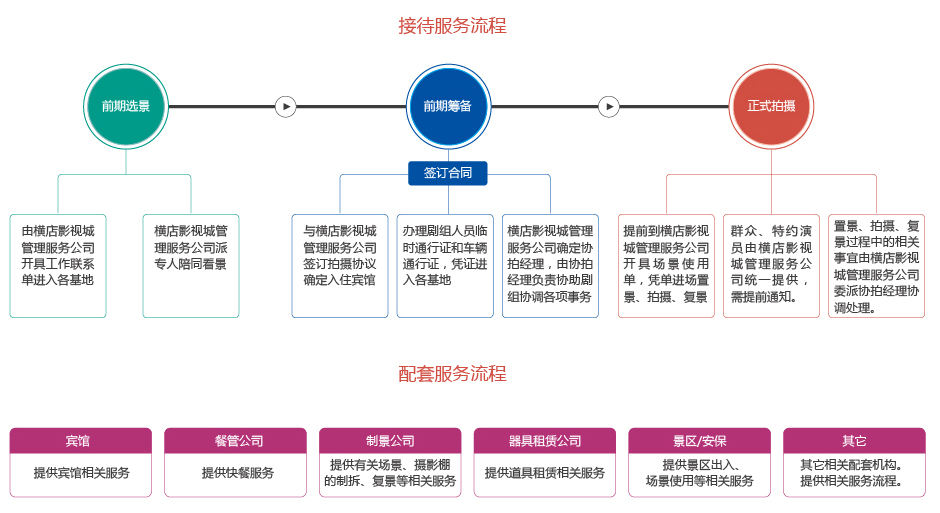 接待服务流程
前期选景
前期筹备
正式拍摄
签订合同
由横店影视城
管理服务公司
开具工作联系
单进入各基地
横店影视城管
理服务公司派
专人陪同看景
与横店影视城
管理服务公司
签订拍摄协议
确定入住宾馆
办理剧组人员临
时通行证和车辆
通行证，凭证进
入各基地
横店影视城管理
服务公司确定协
拍经理，由协拍
经理负责协助剧
组协调各项事务
提前到横店影视
城管理服务公司
开具场景使用
单，凭单进场置
景、拍摄、复景
群众、特约演
员由横店影视
城管理服务公
司统一提供，
需提前通知。
置景、拍摄、复
景过程中的相关
事宜由横店影视
城管理服务公司
委派协拍经理协
调处理。
配套服务流程
宾馆
提供宾馆相关服务
餐管公司
提供快餐服务
制景公司
提供有关场景、摄影棚
的制拆、复景等相关服务
器具租赁公司
提供道具租赁相关服务
景区/安保
提供景区出入、
场景使用等相关服务
其它
其它相关配套机构。
提供相关服务流程。